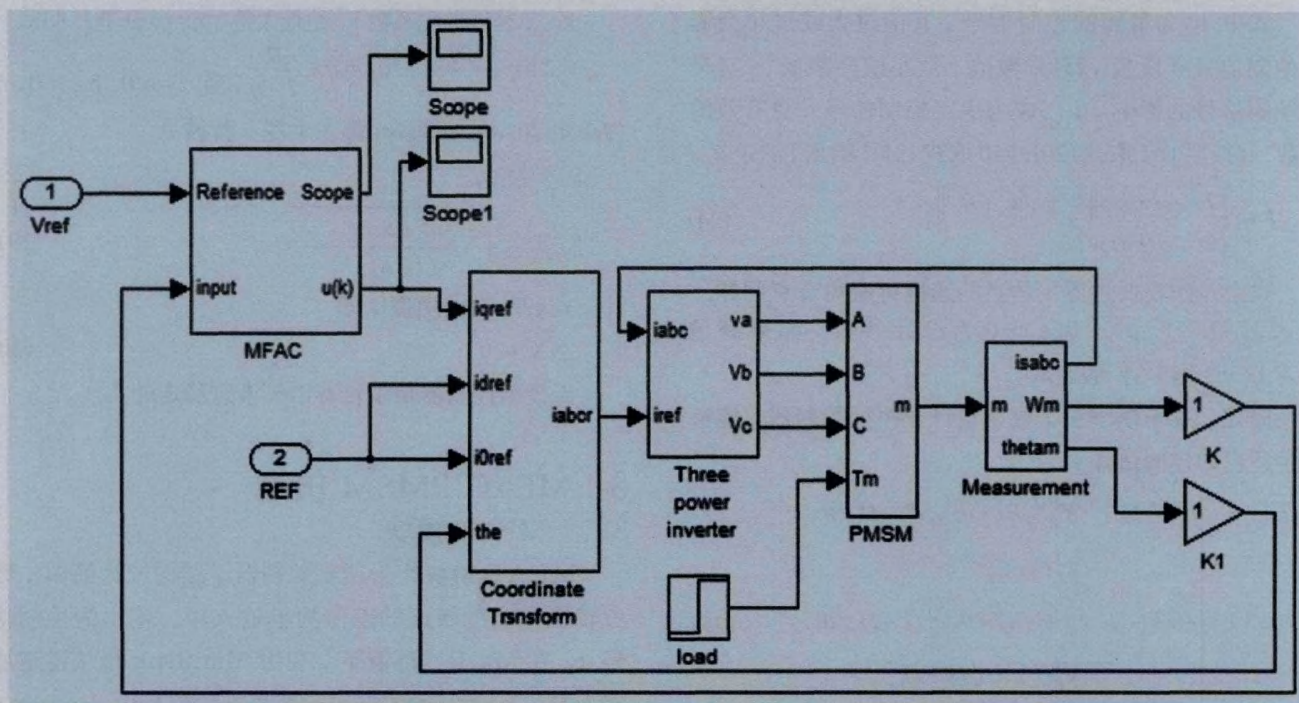 Scope
Scope1
1
Vref
Reference
Scope
input
u(k)
MFAC
iqref
idref
i0ref
the
iabcr
Coordinate
Trsnsform
2
REF
iabc
iref
va
Vb
Vc
Three
power
inverter
A
B
C
Tm
m
PMSM
load
m
isabc
Wm
thetam
Measurement
1
K
1
K1